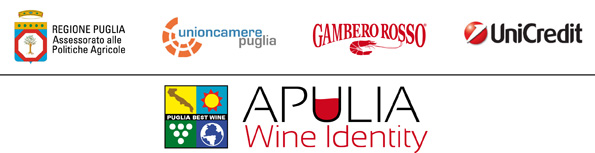 REGIONE PUGLIA
Assessorato alle
Politiche Agricole
unioncamere
puglia
GAMBERO ROSSO®
UniCredit
PUGLIA BEST WINE
APULIA
Wine Identity